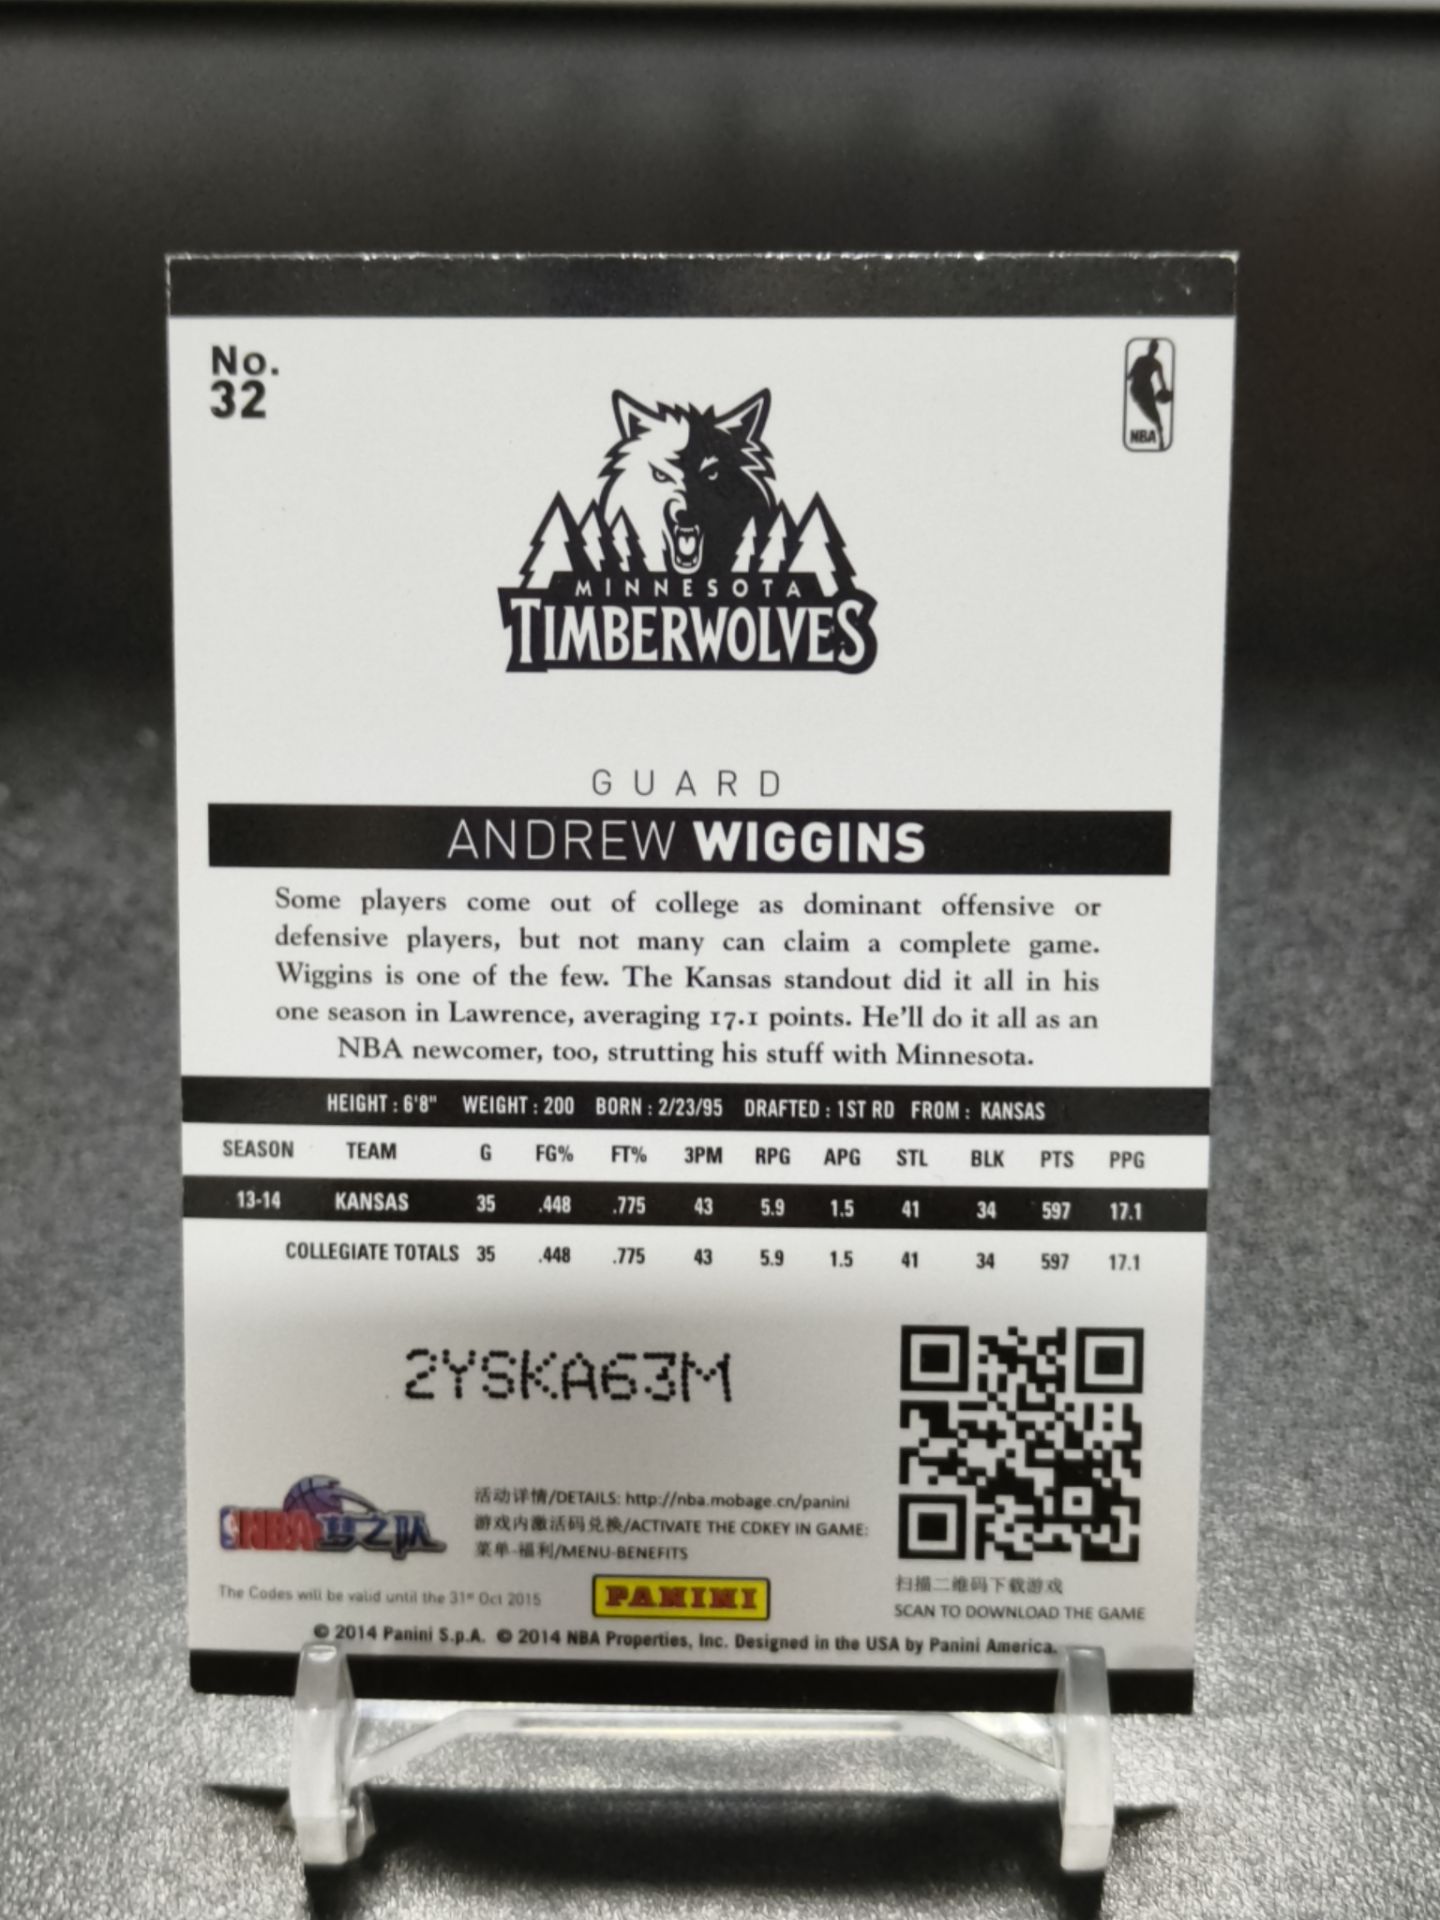 No.
32
NBA
MINNESOTA
TIMBERWOLVES
GUARD
ANDREW WIGGINS
Some players come out of college as dominant offensive or
defensive players, but not many can claim a complete game.
Wiggins is one of the few. The Kansas standout did it all in his
one season in Lawrence, averaging 17.1 points. He'll do it all as an
NBA newcomer, too, strutting his stuff with Minnesota.
HEIGHT : 6'8" WEIGHT : 200 BORN : 2/23/95 DRAFTED : 1ST RD FROM : KANSAS
SEASON TEAM G FG% FT% 3PM RPG APG STL BLK PTS PPG
13-14 KANSAS 35 .448 .775 43 5.9 1.5 41 34 597 17.1
COLLEGIATE TOTALS 35 .448 .775 43 5.9 1.5 41 34 597 17.1
2YSKA63M
NBA梦之队
活动详情/DETAILS: http://nba.mobage.cn/panini
游戏内激活码兑换/ACTIVATE THE CDKEY IN GAME:
菜单-福利/MENU-BENEFITS
扫描二维码下载游戏
SCAN TO DOWNLOAD THE GAME
The Codes will be valid until the 31st Oct 2015
PANINI
© 2014 Panini S.p.A. © 2014 NBA Properties, Inc. Designed in the USA by Panini America.